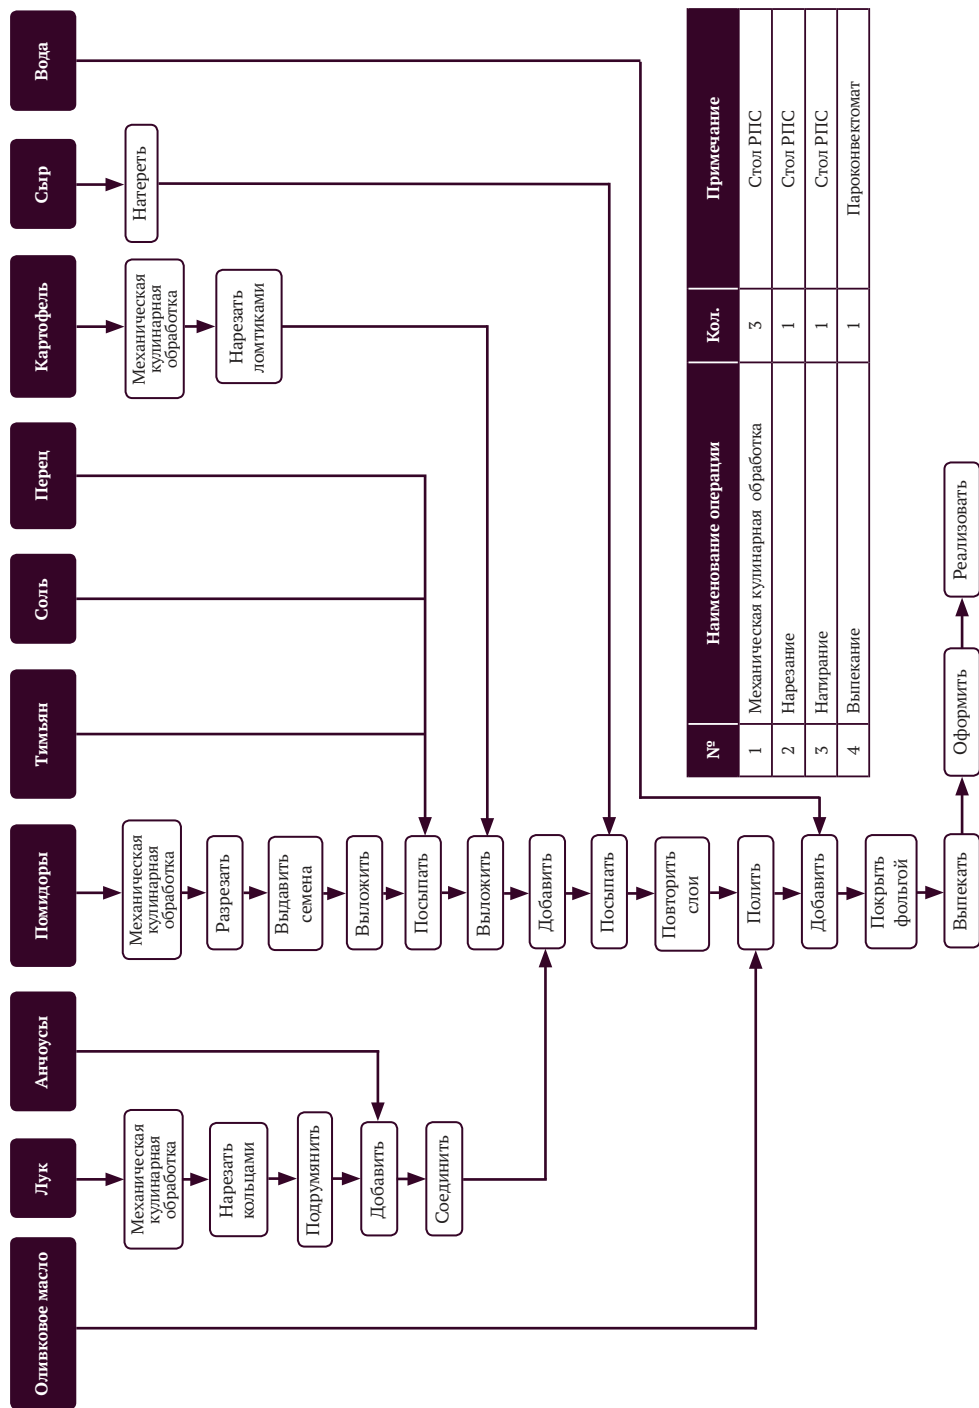 Оливковое масло
Лук
Анчоусы
Помидоры
Тимьян
Соль
Перец
Картофель
Сыр
Вода
Механическая
кулинарная
обработка
Нарезать
кольцами
Подрумянить
Добавить
Соединить
Механическая
кулинарная
обработка
Разрезать
Выдавить
семена
Выложить
Посыпать
Выложить
Добавить
Посыпать
Повторить
слои
Полить
Добавить
Покрыть
фольгой
Выпекать
Оформить
Реализовать
Механическая
кулинарная
обработка
Нарезать
ломтиками
Натереть
№ Наименование операции Кол. Примечание
1 Механическая кулинарная обработка 3 Стол РПС
2 Нарезание 1 Стол РПС
3 Натирание 1 Стол РПС
4 Выпекание 1 Пароконвектомат